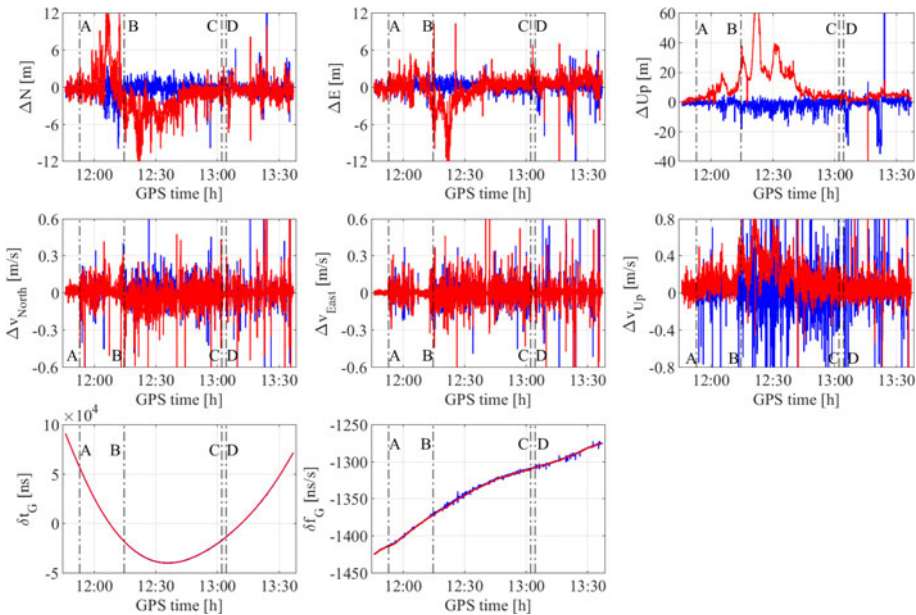 12
6
0
-6
-12
ΔN [m]
A
B
C
D
12:00
12:30
13:00
13:30
GPS time [h]
12
6
0
-6
-12
ΔE [m]
A
B
C
D
12:00
12:30
13:00
13:30
GPS time [h]
60
40
20
0
-20
-40
ΔUp [m]
A
B
C
D
12:00
12:30
13:00
13:30
GPS time [h]
0.6
0.3
0
-0.3
-0.6
Δv_North [m/s]
A
B
C
D
12:00
12:30
13:00
13:30
GPS time [h]
0.6
0.3
0
-0.3
-0.6
Δv_East [m/s]
A
B
C
D
12:00
12:30
13:00
13:30
GPS time [h]
0.8
0.4
0
-0.4
-0.8
Δv_Up [m/s]
A
B
C
D
12:00
12:30
13:00
13:30
GPS time [h]
× 10^4
10
5
0
-5
δt_G [ns]
A
B
C
D
12:00
12:30
13:00
13:30
GPS time [h]
-1250
-1300
-1350
-1400
-1450
δf_G [ns/s]
A
B
C
D
12:00
12:30
13:00
13:30
GPS time [h]